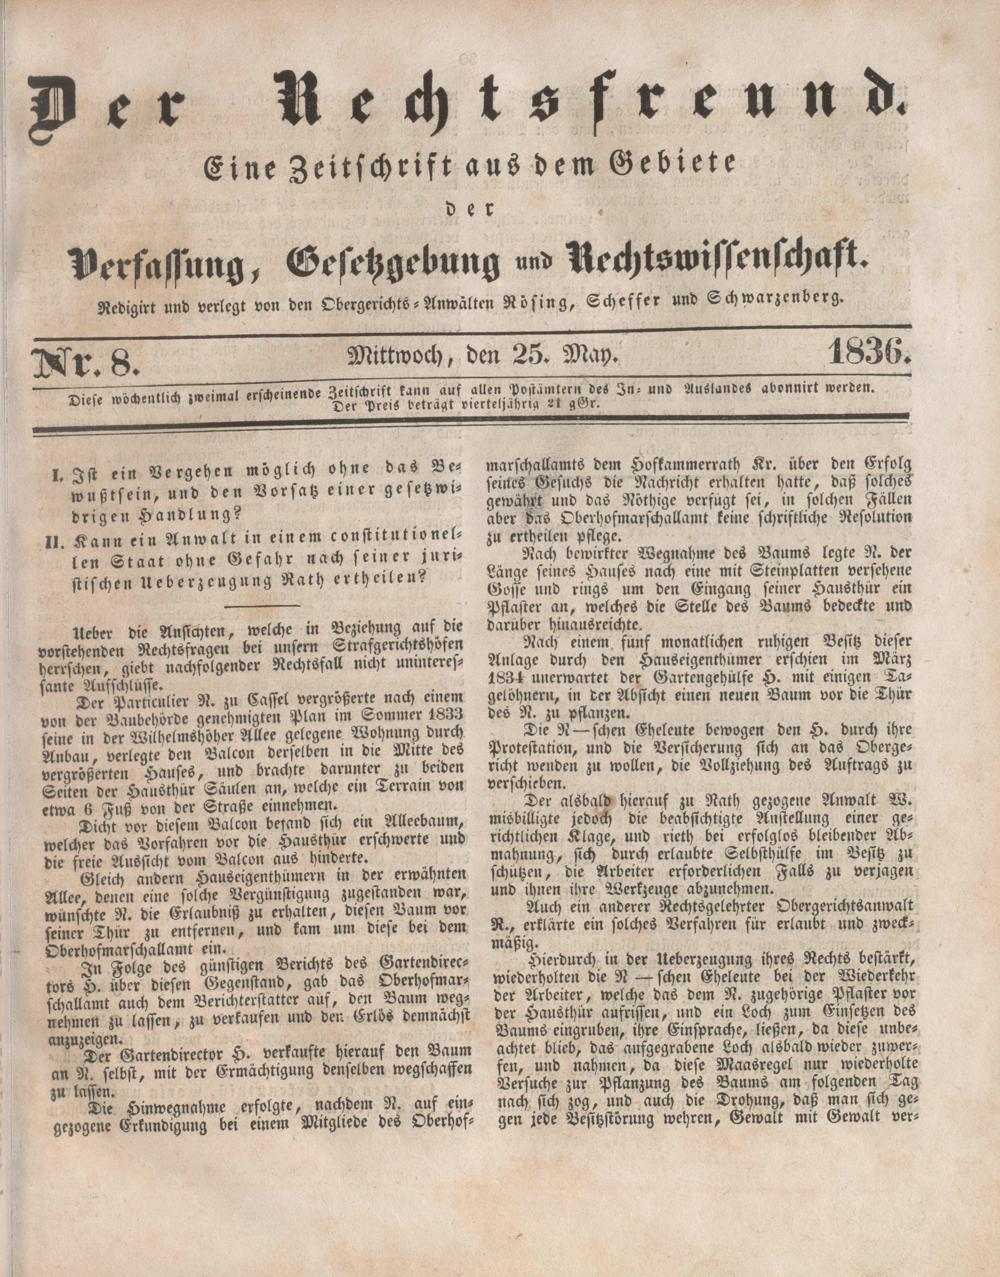 Der Rechtsfreund.
Eine Zeitschrift aus dem Gebiete
der
Verfassung, Gesetzgebung und Rechtswissenschaft.
Redigirt und verlegt von den Obergerichts-Anwälten Rösing, Scheffer und Schwarzenberg.
Nr. 8. Mittwoch, den 25. May. 1836.
Diese wöchentlich zweimal erscheinende Zeitschrift kann auf allen Postämtern des In- und Auslandes abonnirt werden.
Der Preis beträgt vierteljährig 21 gGr.
I. Ist ein Vergehen möglich ohne das Be-
wußtsein, und den Vorsatz einer gesetzwi-
drigen Handlung?
II. Kann ein Anwalt in einem constitutionel-
len Staat ohne Gefahr nach seiner juri-
stischen Ueberzeugung Rath ertheilen?
Ueber die Ansichten, welche in Beziehung auf die
vorstehenden Rechtsfragen bei unsern Strafgerichtshöfen
herrschen, giebt nachfolgender Rechtsfall nicht uninteres-
sante Aufschlüsse.
Der Particulier N. zu Cassel vergrößerte nach einem
von der Baubehörde genehmigten Plan im Sommer 1833
seine in der Wilhelmshöher Allee gelegene Wohnung durch
Anbau, verlegte den Balcon derselben in die Mitte des
vergrößerten Hauses, und brachte darunter zu beiden
Seiten der Hausthür Säulen an, welche ein Terrain von
etwa 6 Fuß von der Straße einnehmen.
Dicht vor diesem Balcon befand sich ein Alleebaum,
welcher das Vorfahren vor die Hausthür erschwerte und
die freie Aussicht vom Balcon aus hinderte.
Gleich andern Hauseigenthümern in der erwähnten
Allee, denen eine solche Vergünstigung zugestanden war,
wünschte N. die Erlaubniß zu erhalten, diesen Baum vor
seiner Thür zu entfernen, und kam um diese bei dem
Oberhofmarschallamt ein.
In Folge des günstigen Berichts des Gartendirec-
tors H. über diesen Gegenstand, gab das Oberhofmar-
schallamt auch dem Berichterstatter auf, den Baum weg-
nehmen zu lassen, zu verkaufen und den Erlös demnächst
anzuzeigen.
Der Gartendirector H. verkaufte hierauf den Baum
an N. selbst, mit der Ermächtigung denselben wegschaffen
zu lassen.
Die Hinwegnahme erfolgte, nachdem N. auf ein-
gezogene Erkundigung bei einem Mitgliede des Oberhof-
marschallamts dem Hofkammerrath Kr. über den Erfolg
seines Gesuchs die Nachricht erhalten hatte, daß solches
gewährt und das Nöthige verfügt sei, in solchen Fällen
aber das Oberhofmarschallamt keine schriftliche Resolution
zu ertheilen pflege.
Nach bewirkter Wegnahme des Baums legte N. der
Länge seines Hauses nach eine mit Steinplatten versehene
Gosse und rings um den Eingang seiner Hausthür ein
Pflaster an, welches die Stelle des Baums bedeckte und
darüber hinausreichte.
Nach einem fünf monatlichen ruhigen Besitz dieser
Anlage durch den Hauseigenthümer erschien im März
1834 unerwartet der Gartengehülfe H. mit einigen Ta-
gelöhnern, in der Absicht einen neuen Baum vor die Thür
des N. zu pflanzen.
Die N—schen Eheleute bewogen den H. durch ihre
Protestation, und die Versicherung sich an das Oberge-
richt wenden zu wollen, die Vollziehung des Auftrags zu
verschieben.
Der alsbald hierauf zu Rath gezogene Anwalt W.
misbilligte jedoch die beabsichtigte Anstellung einer ge-
richtlichen Klage, und rieth bei erfolglos bleibender Ab-
mahnung, sich durch erlaubte Selbsthülfe im Besitz zu
schützen, die Arbeiter erforderlichen Falls zu verjagen
und ihnen ihre Werkzeuge abzunehmen.
Auch ein anderer Rechtsgelehrter Obergerichtsanwalt
R., erklärte ein solches Verfahren für erlaubt und zweck-
mäßig.
Hierdurch in der Ueberzeugung ihres Rechts bestärkt,
wiederholten die N—schen Eheleute bei der Wiederkehr
der Arbeiter, welche das dem N. zugehörige Pflaster vor
der Hausthür aufrissen, und ein Loch zum Einsetzen des
Baums eingruben, ihre Einsprache, ließen, da diese unbe-
achtet blieb, das aufgegrabene Loch alsbald wieder zuwer-
fen, und nahmen, da diese Maasregel nur wiederholte
Versuche zur Pflanzung des Baums am folgenden Tag
nach sich zog, und auch die Drohung, daß man sich ge-
gen jede Besitzstörung wehren, Gewalt mit Gewalt ver-